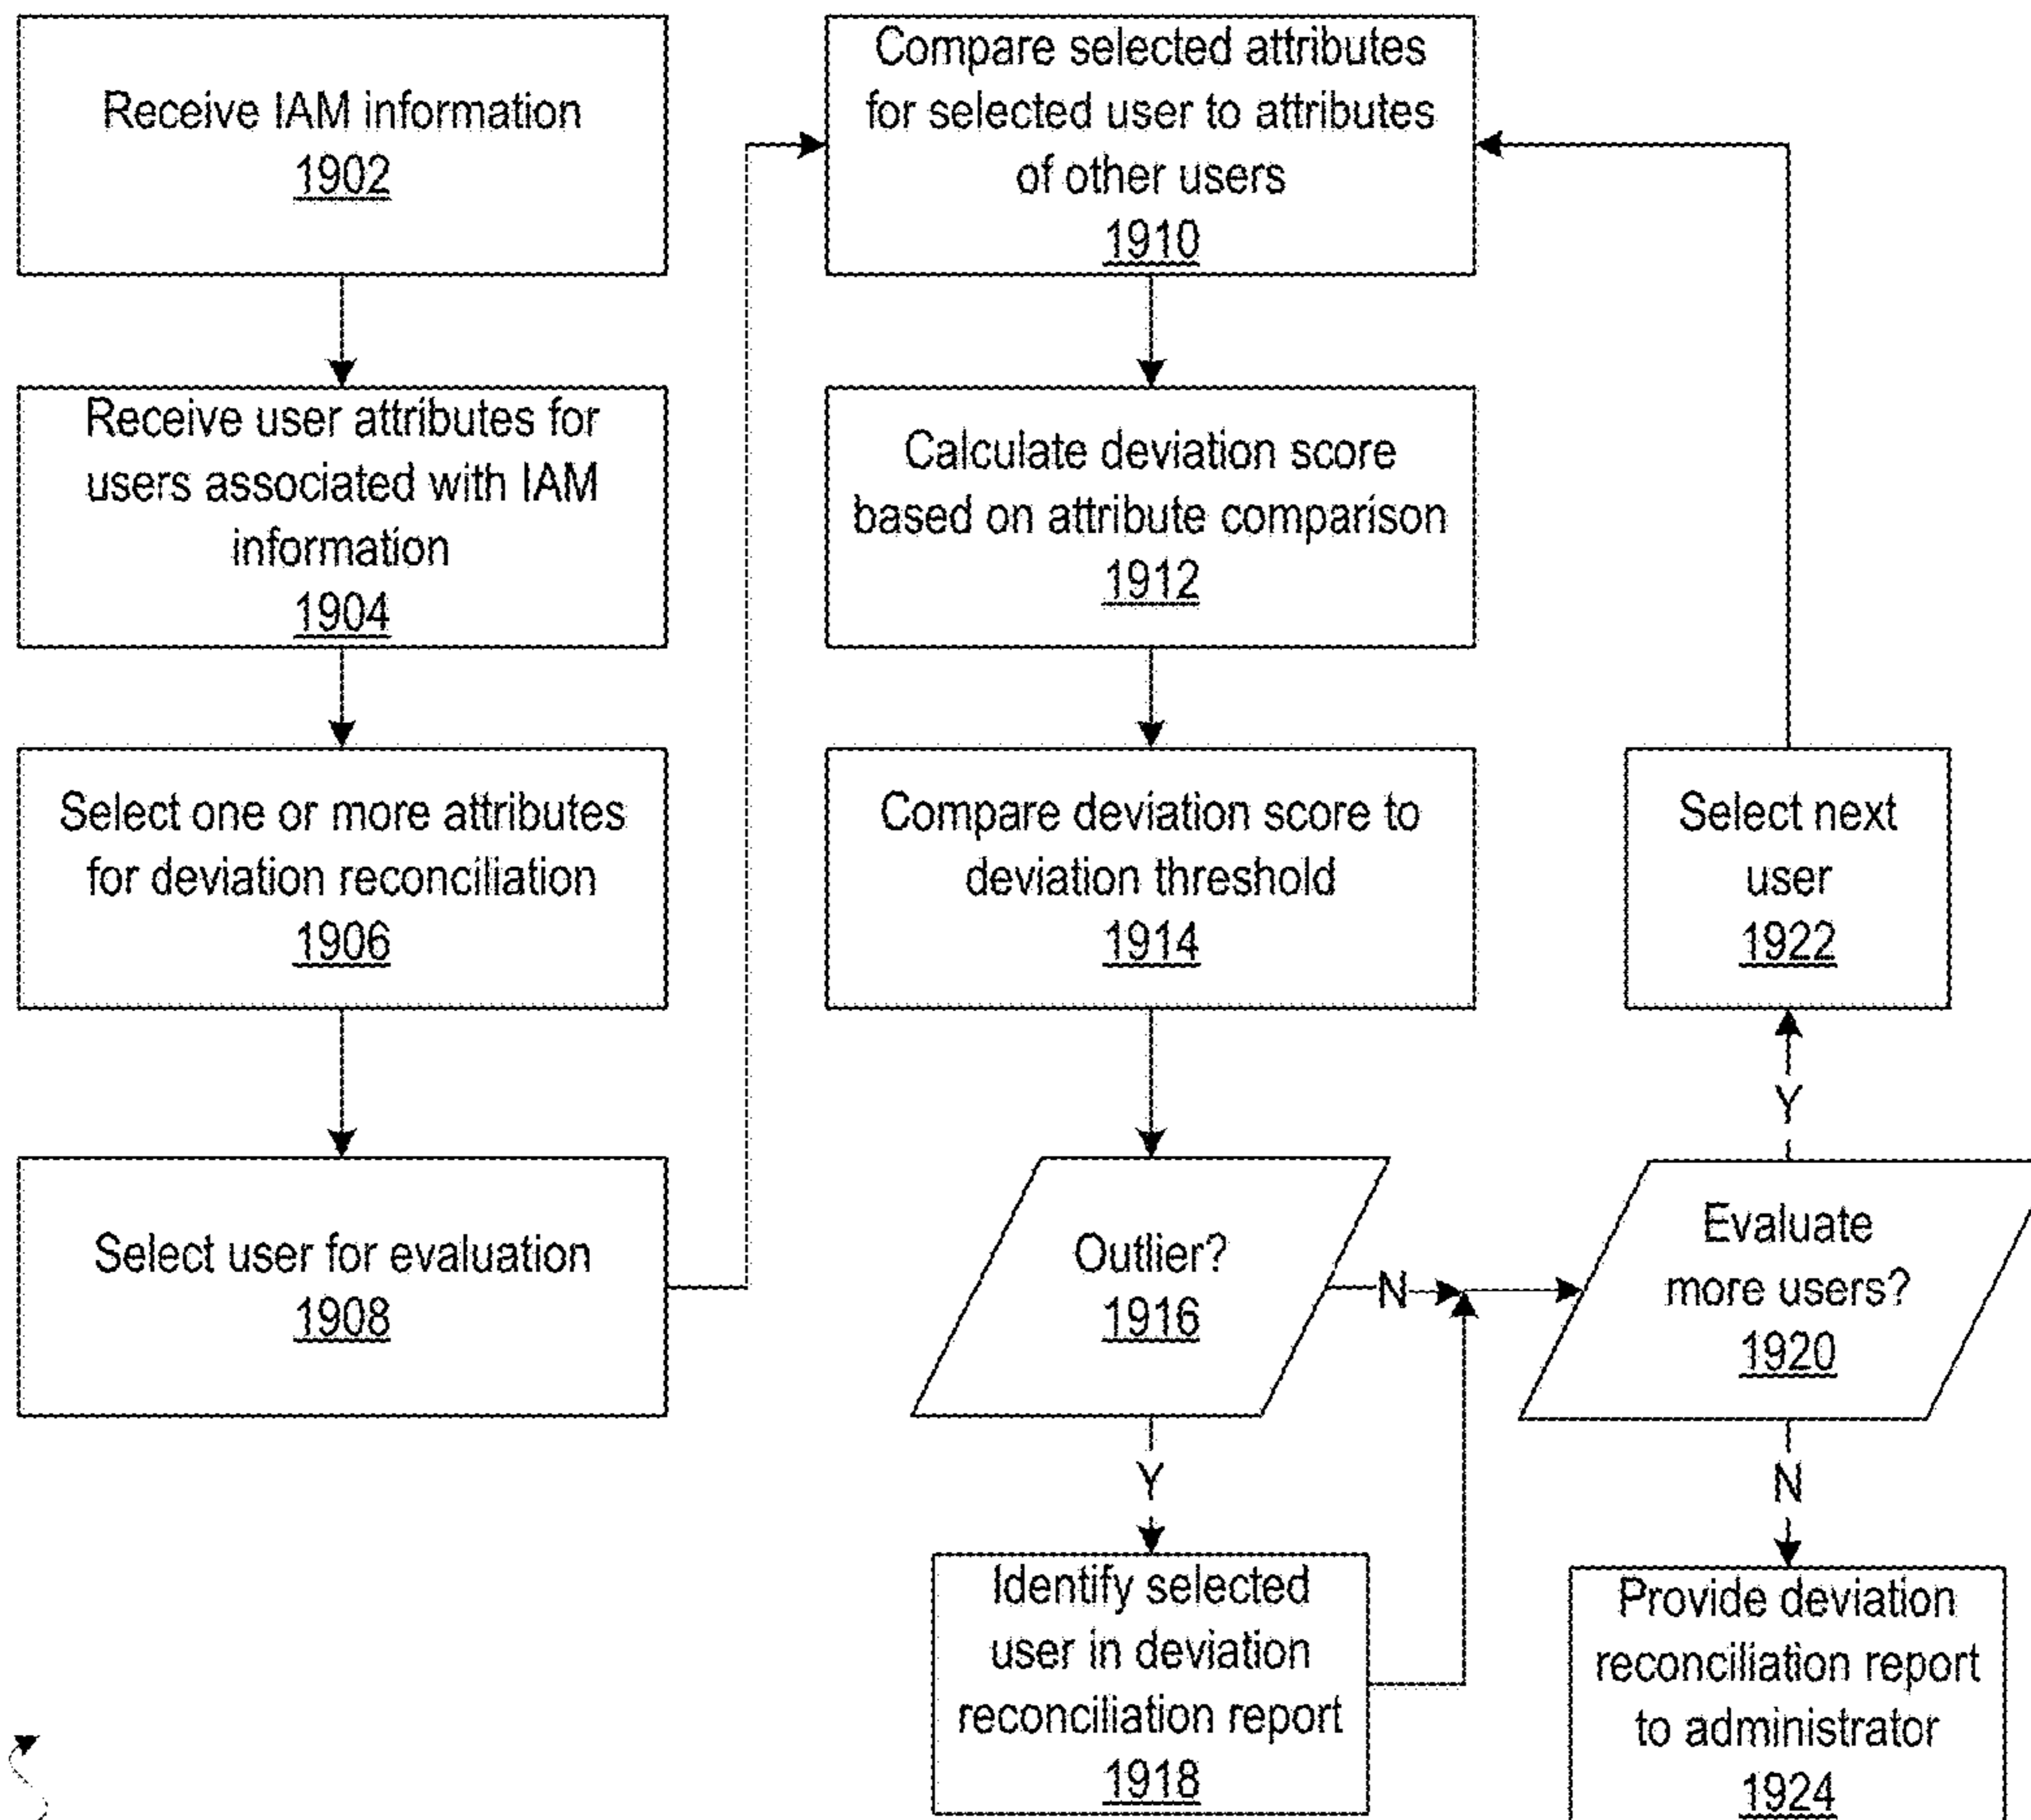 Receive IAM information
1902
Receive user attributes for
users associated with IAM
information
1904
Select one or more attributes
for deviation reconciliation
1906
Select user for evaluation
1908
Compare selected attributes
for selected user to attributes
of other users
1910
Calculate deviation score
based on attribute comparison
1912
Compare deviation score to
deviation threshold
1914
Outlier?
1916
N
Y
Identify selected
user in deviation
reconciliation report
1918
Evaluate
more users?
1920
Y
Select next
user
1922
N
Provide deviation
reconciliation report
to administrator
1924